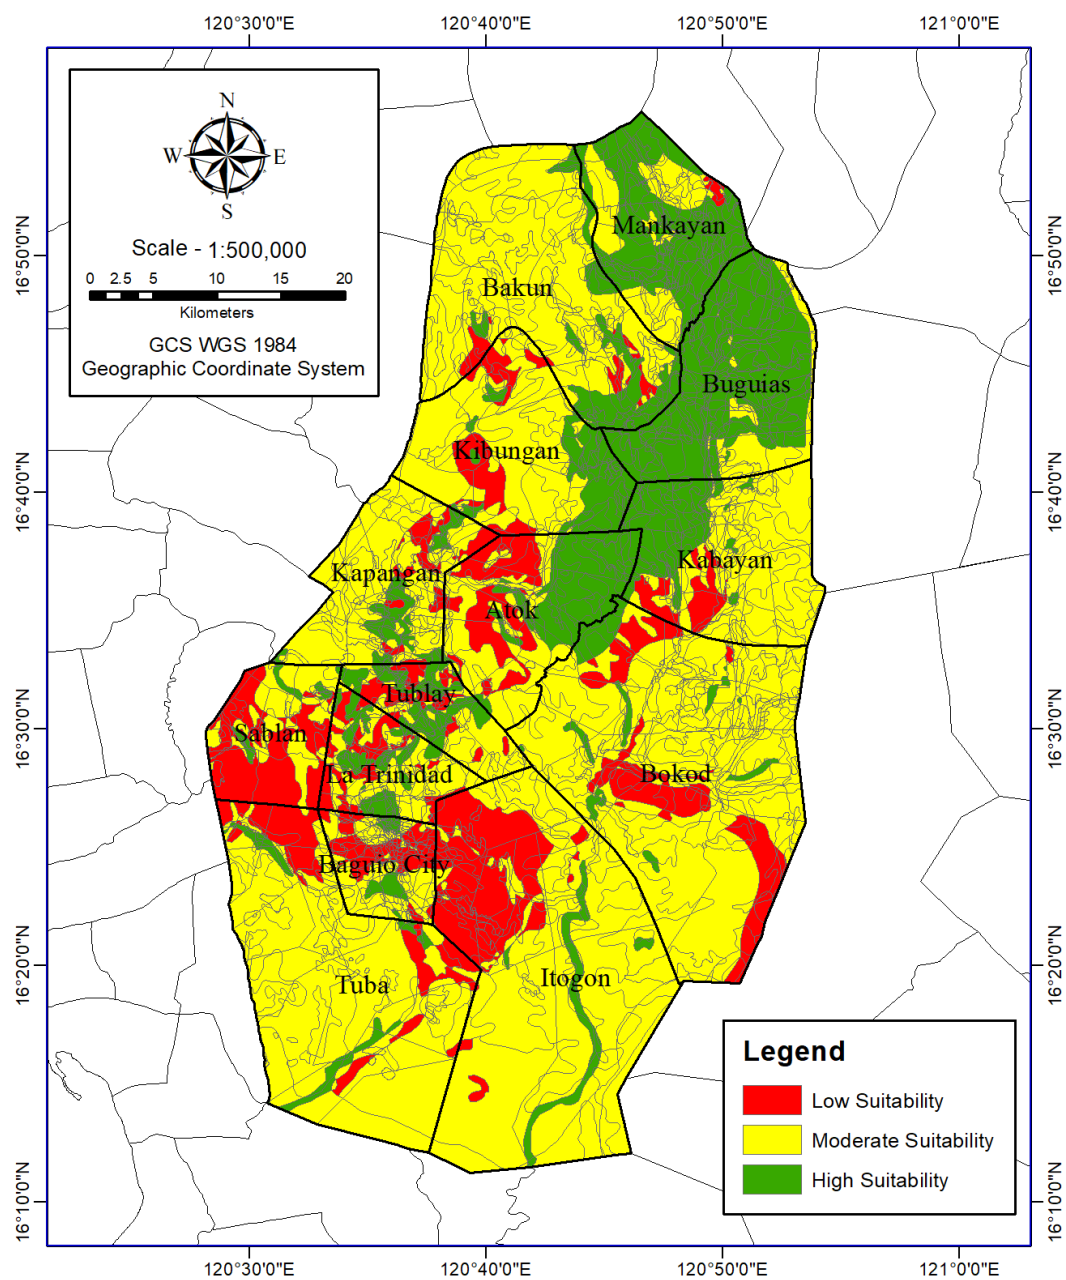 120°30'0"E 120°40'0"E 120°50'0"E 121°0'0"E
N
W E
S
Scale - 1:500,000
0 2.5 5 10 15 20
Kilometers
GCS WGS 1984
Geographic Coordinate System
16°50'0"N
16°50'0"N
16°40'0"N
16°40'0"N
16°30'0"N
16°30'0"N
16°20'0"N
16°20'0"N
16°10'0"N
16°10'0"N
Mankayan
Bakun
Buguias
Kibungan
Kabayan
Kapangan
Atok
Tublay
Sablan
La Trinidad
Bokod
Baguio City
Itogon
Tuba
Legend
Low Suitability
Moderate Suitability
High Suitability
120°30'0"E 120°40'0"E 120°50'0"E 121°0'0"E